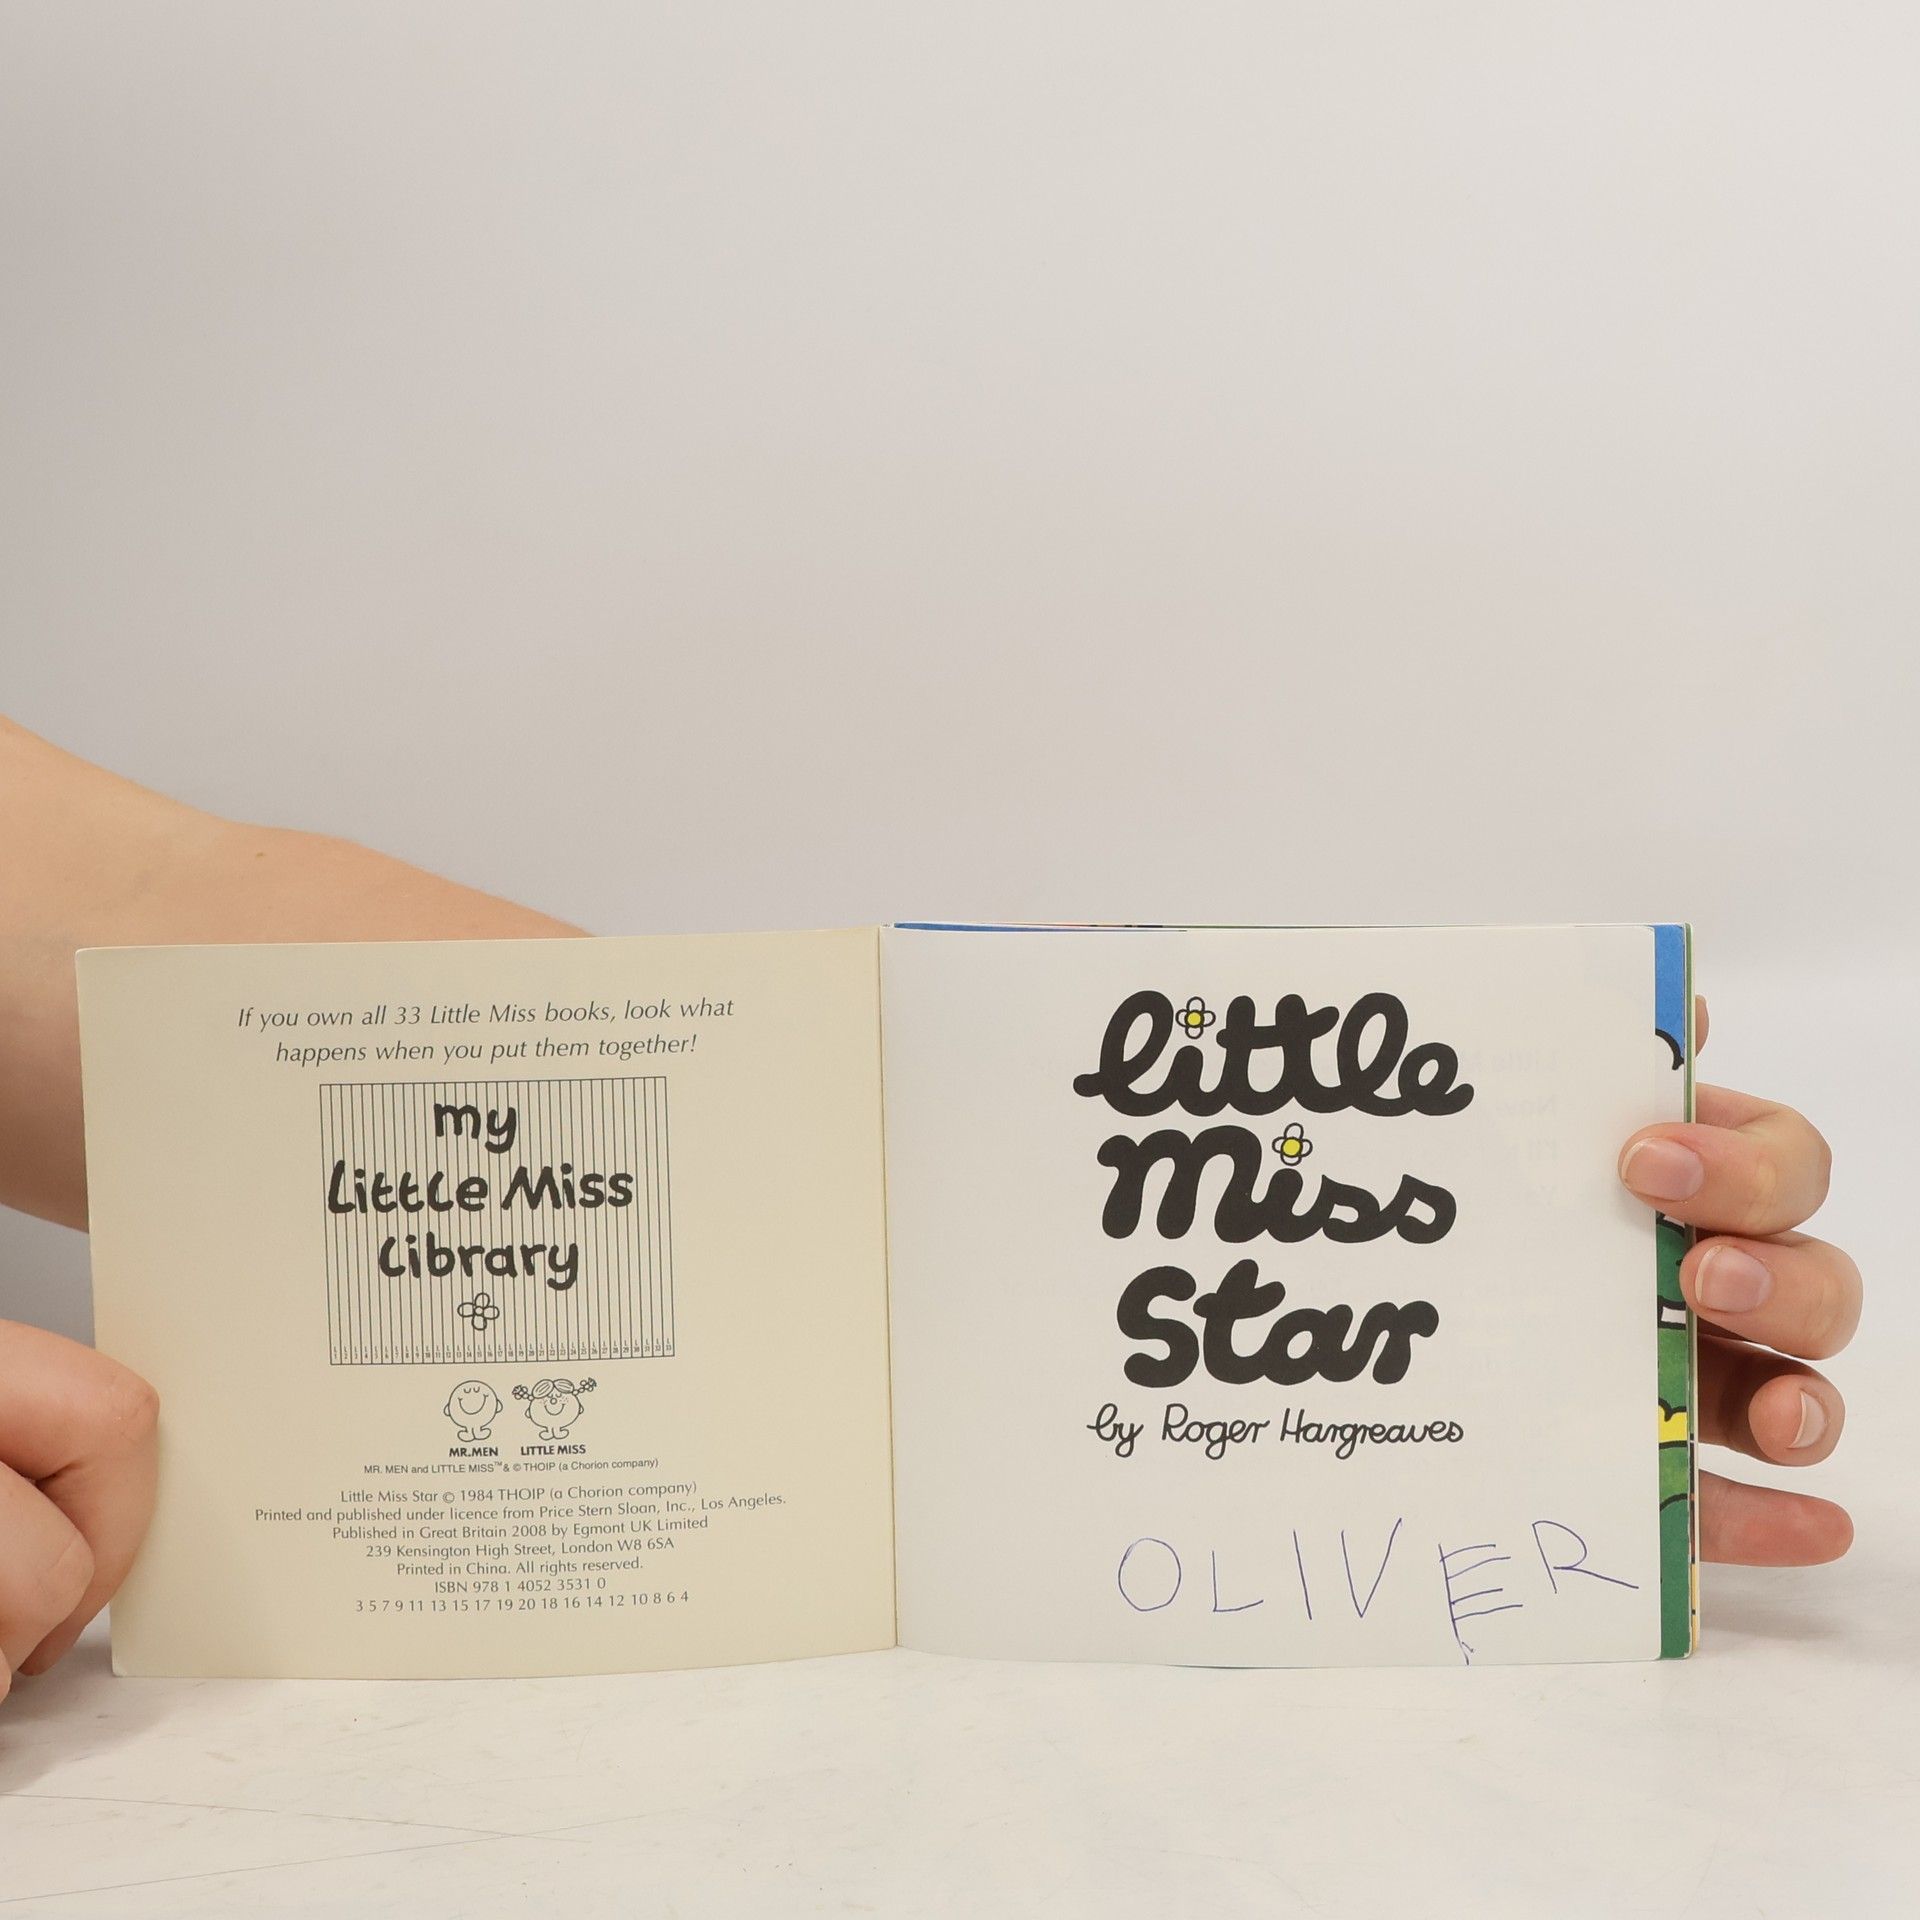 If you own all 33 Little Miss books, look what
happens when you put them together!
my
Little Miss
Library
MR.MEN LITTLE MISS
MR. MEN and LITTLE MISS™ & © THOIP (a Chorion company)
Little Miss Star © 1984 THOIP (a Chorion company)
Printed and published under licence from Price Stern Sloan, Inc., Los Angeles.
Published in Great Britain 2008 by Egmont UK Limited
239 Kensington High Street, London W8 6SA
Printed in China. All rights reserved.
ISBN 978 1 4052 3531 0
3 5 7 9 11 13 15 17 19 20 18 16 14 12 10 8 6 4
little
miss
star
by Roger Hargreaves
OLIVER